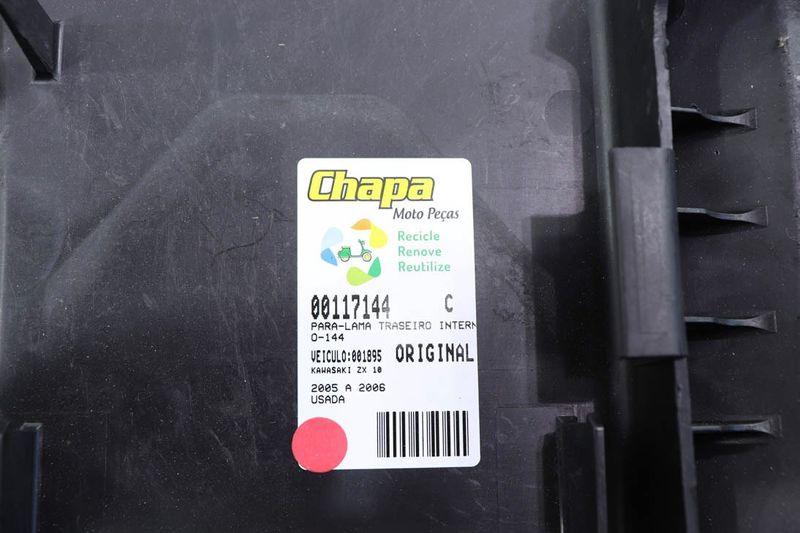 Chapa
Moto Peças
Recicle
Renove
Reutilize
00117144 C
PARA-LAMA TRASEIRO INTERN
O-144
VEICULO:001895 ORIGINAL
KAWASAKI ZX 10
2005 A 2006
USADA